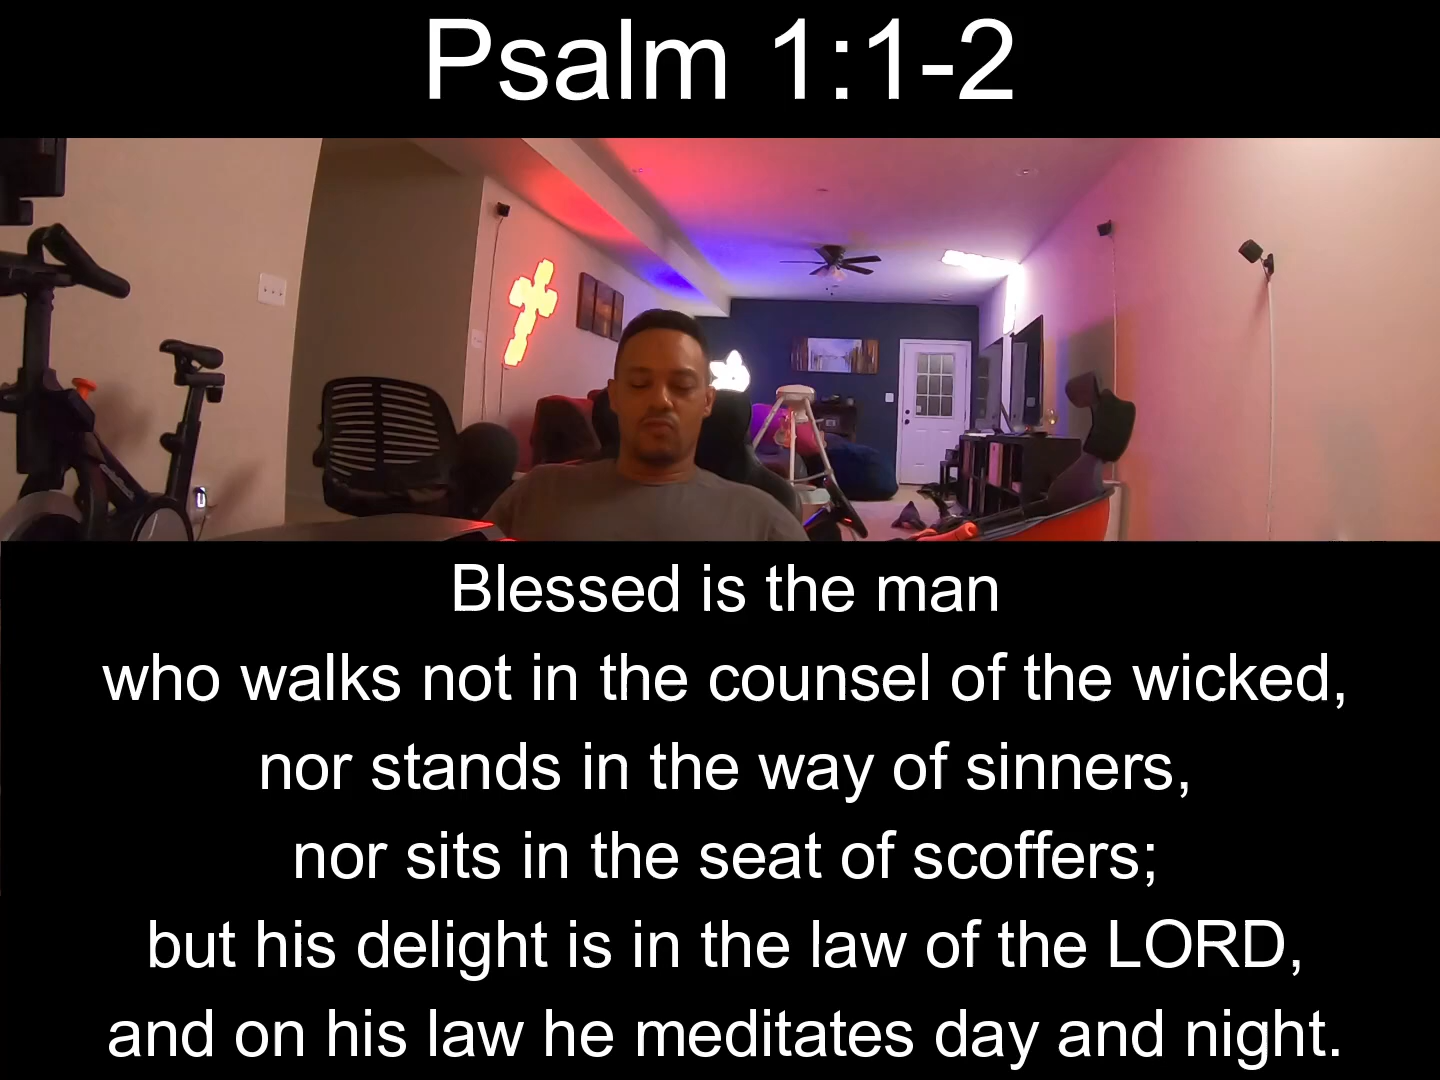 Psalm 1:1-2
Blessed is the man
who walks not in the counsel of the wicked,
nor stands in the way of sinners,
nor sits in the seat of scoffers;
but his delight is in the law of the LORD,
and on his law he meditates day and night.